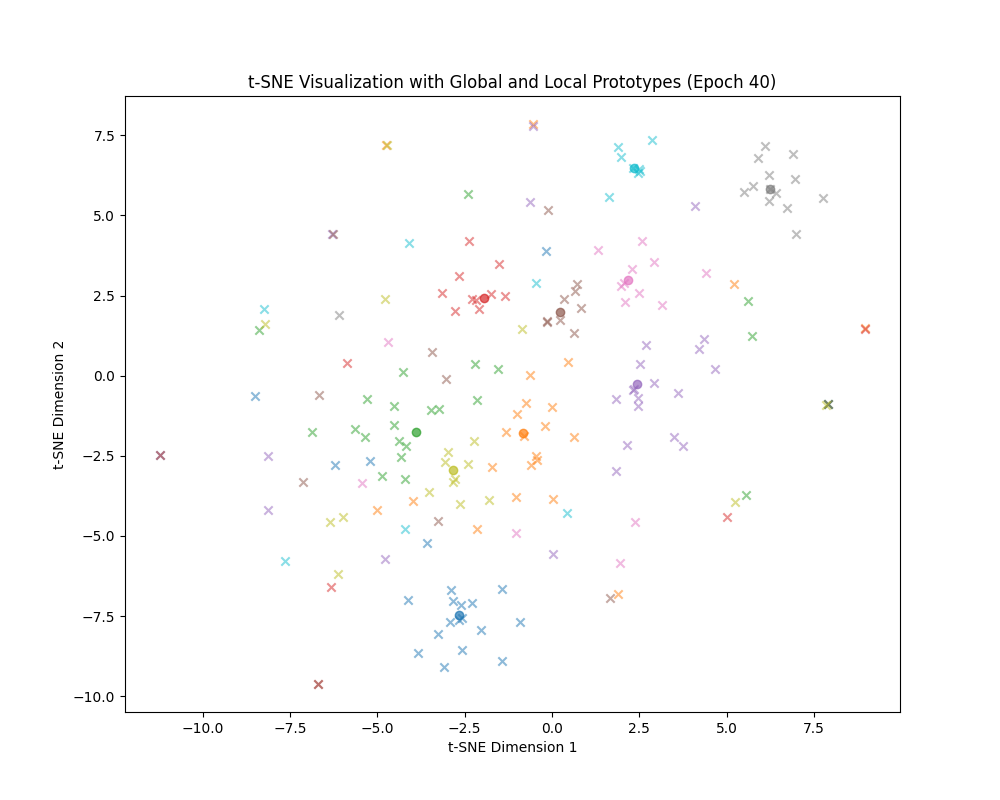 t-SNE Visualization with Global and Local Prototypes (Epoch 40)
7.5
5.0
2.5
0.0
−2.5
−5.0
−7.5
−10.0
t-SNE Dimension 2
−10.0 −7.5 −5.0 −2.5 0.0 2.5 5.0 7.5
t-SNE Dimension 1